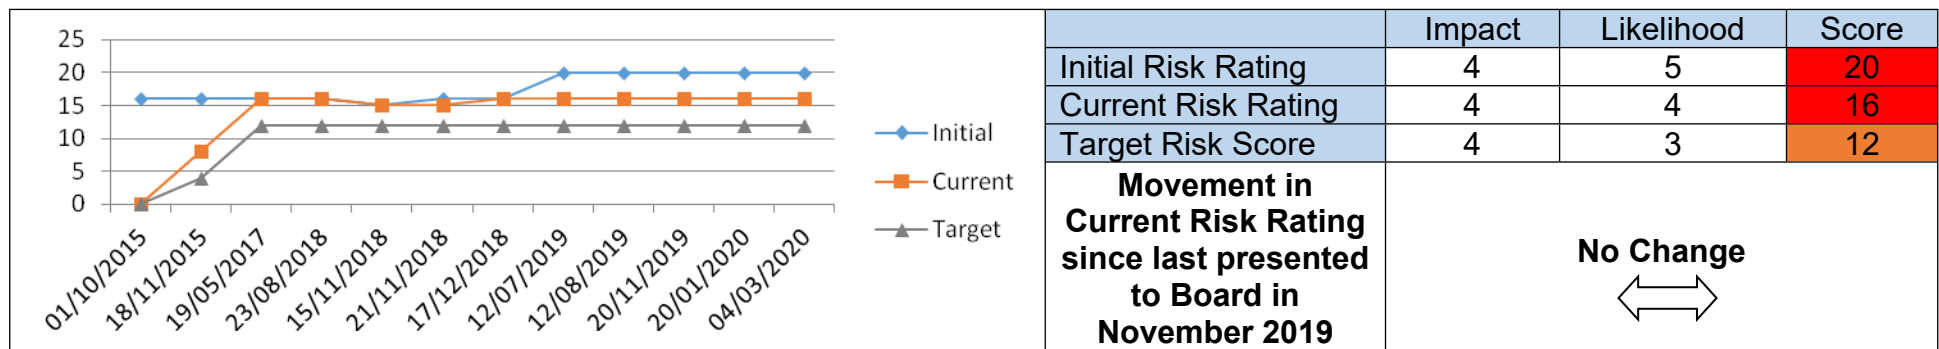 25
20
15
10
5
0
01/10/2015
18/11/2015
19/05/2017
23/08/2018
15/11/2018
21/11/2018
17/12/2018
12/07/2019
12/08/2019
20/11/2019
20/01/2020
04/03/2020
Initial
Current
Target
Impact Likelihood Score
Initial Risk Rating 4 5 20
Current Risk Rating 4 4 16
Target Risk Score 4 3 12
Movement in
Current Risk Rating
since last presented
to Board in
November 2019
No Change